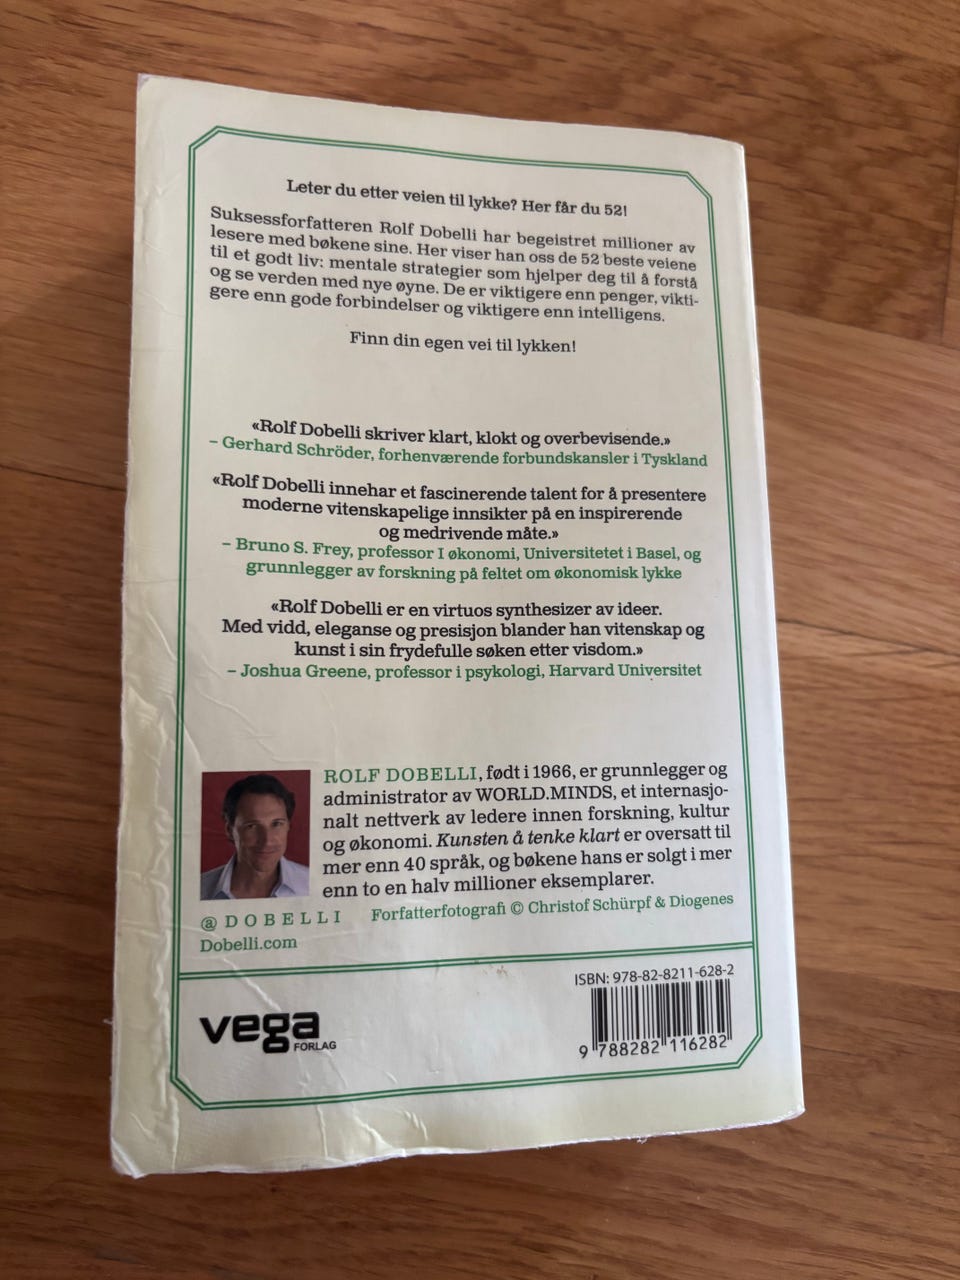 Leter du etter veien til lykke? Her får du 52!
Suksessforfatteren Rolf Dobelli har begeistret millioner av
lesere med bøkene sine. Her viser han oss de 52 beste veiene
til et godt liv: mentale strategier som hjelper deg til å forstå
og se verden med nye øyne. De er viktigere enn penger, vikti-
gere enn gode forbindelser og viktigere enn intelligens.
Finn din egen vei til lykken!
«Rolf Dobelli skriver klart, klokt og overbevisende.»
– Gerhard Schröder, forhenværende forbundskansler i Tyskland
«Rolf Dobelli innehar et fascinerende talent for å presentere
moderne vitenskapelige innsikter på en inspirerende
og medrivende måte.»
– Bruno S. Frey, professor I økonomi, Universitetet i Basel, og
grunnlegger av forskning på feltet om økonomisk lykke
«Rolf Dobelli er en virtuos synthesizer av ideer.
Med vidd, eleganse og presisjon blander han vitenskap og
kunst i sin frydefulle søken etter visdom.»
– Joshua Greene, professor i psykologi, Harvard Universitet
ROLF DOBELLI, født i 1966, er grunnlegger og
administrator av WORLD.MINDS, et internasjo-
nalt nettverk av ledere innen forskning, kultur
og økonomi. Kunsten å tenke klart er oversatt til
mer enn 40 språk, og bøkene hans er solgt i mer
enn to en halv millioner eksemplarer.
@DOBELLI Forfatterfotografi © Christof Schürpf & Diogenes
Dobelli.com
vega
FORLAG
ISBN: 978-82-8211-628-2
9 788282 116282